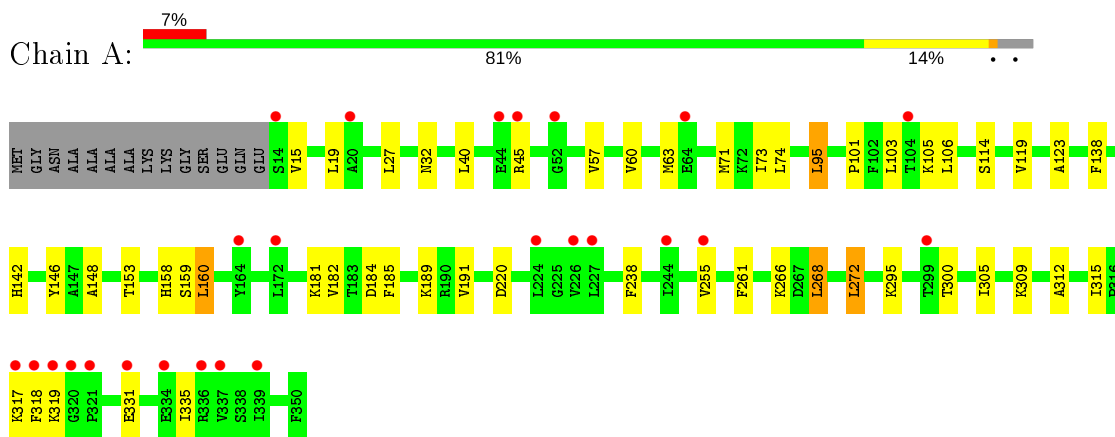 7%
Chain A:
81% 14% • •
MET GLY ASN ALA ALA ALA ALA LYS LYS GLY SER GLU GLN GLU S14 V15 L19 A20 L27 N32 L40 E44 R45 G52 V57 V60 M63 E64 M71 K72 I73 L74 L95 P101 F102 L103 T104 K105 L106 S114 V119 A123 F138
H142 Y146 A147 A148 T153 H158 S159 L160 Y164 L172 K181 V182 T183 D184 F185 K189 R190 V191 D220 L224 G225 V226 L227 F238 I244 V255 F261 K266 D267 L268 L272 K295 T299 T300 I305 K309 A312 I315 P316
K317 F318 K319 G320 P321 E331 E334 I335 R336 V337 S338 I339 F350